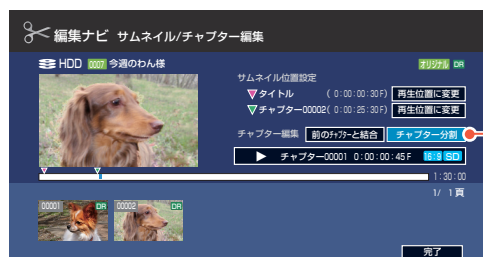 編集ナビ サムネイル/チャプター編集
HDD 0007 今週のわん様 オリジナル DR
サムネイル位置設定
タイトル (0:00:00:30F) 再生位置に変更
チャプター00002(0:00:25:30F) 再生位置に変更
チャプター編集 前のチャプターと結合 チャプター分割
チャプター00001 0:00:00:45F 16:9 SD
1:30:00
1/ 1頁
00001 DR 00002 DR
完了